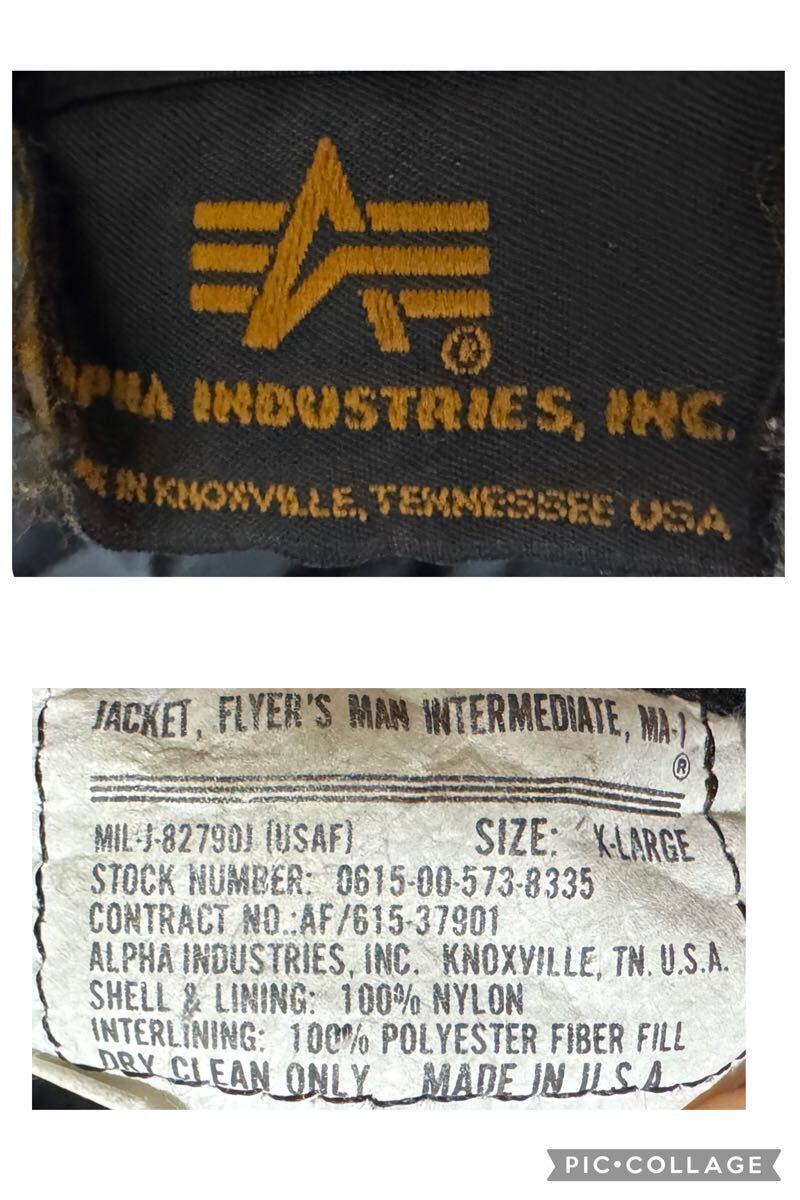 ®
PHA INDUSTRIES, INC.
IN KNOXVILLE, TENNESSEE USA
JACKET, FLYER'S MAN INTERMEDIATE, MA-1
®
MIL-J-82790J (USAF) SIZE: X-LARGE
STOCK NUMBER: 0615-00-573-8335
CONTRACT NO.:AF/615-37901
ALPHA INDUSTRIES, INC. KNOXVILLE, TN. U.S.A.
SHELL & LINING: 100% NYLON
INTERLINING: 100% POLYESTER FIBER FILL
DRY CLEAN ONLY MADE IN U.S.A.
PIC•COLLAGE